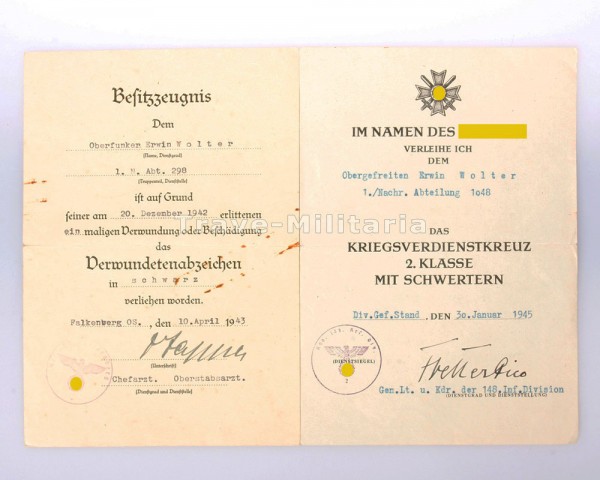 Besitzzeugnis
Dem
Oberfunken Erwin Wolter
(Name, Dienstgrad)
1. N. Abt. 298
(Truppenteil, Dienststelle)
ist auf Grund
seiner am 20. Dezember 1942 erlittenen
ein maligen Verwundung oder Beschädigung
das
Verwundetenabzeichen
in schwarz
verliehen worden.
Falkenberg OS., den 10. April 1943
(Unterschrift)
Chefarzt. Oberstabsarzt.
(Dienstgrad und Dienststelle)
IM NAMEN DES
VERLEIHE ICH
DEM
Obergefreiten Erwin Wolter
1./Nachr. Abteilung 1048
DAS
KRIEGSVERDIENSTKREUZ
2. KLASSE
MIT SCHWERTERN
Div.Gef.Stand, DEN 30. Januar 1945
(DIENSTSIEGEL)
Gen.Lt. u. Kdr. der 148. Inf. Division
(DIENSTGRAD UND DIENSTSTELLUNG)
Trave-Militaria